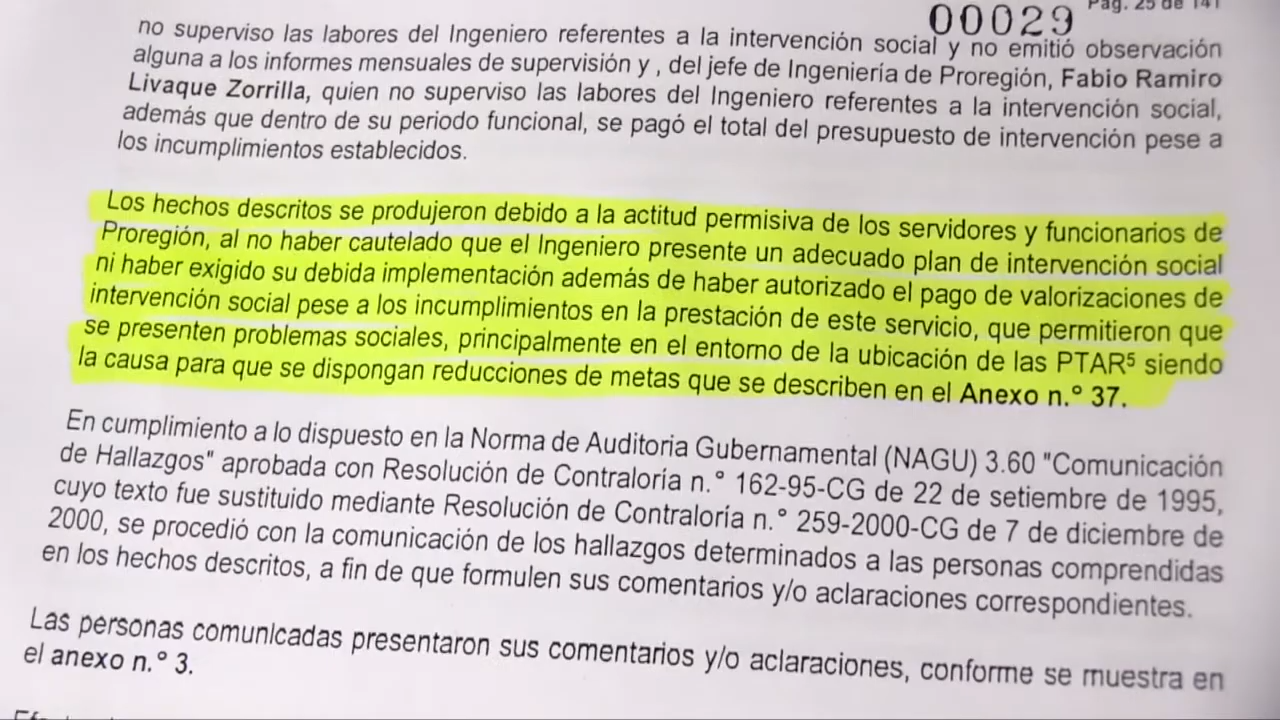 Pág. 25 de 141
00029
no superviso las labores del Ingeniero referentes a la intervención social y no emitió observación
alguna a los informes mensuales de supervisión y , del jefe de Ingeniería de Proregión, Fabio Ramiro
Livaque Zorrilla, quien no superviso las labores del Ingeniero referentes a la intervención social,
además que dentro de su periodo funcional, se pagó el total del presupuesto de intervención pese a
los incumplimientos establecidos.
Los hechos descritos se produjeron debido a la actitud permisiva de los servidores y funcionarios de
Proregión, al no haber cautelado que el Ingeniero presente un adecuado plan de intervención social
ni haber exigido su debida implementación además de haber autorizado el pago de valorizaciones de
intervención social pese a los incumplimientos en la prestación de este servicio, que permitieron que
se presenten problemas sociales, principalmente en el entorno de la ubicación de las PTAR⁵ siendo
la causa para que se dispongan reducciones de metas que se describen en el Anexo n.° 37.
En cumplimiento a lo dispuesto en la Norma de Auditoria Gubernamental (NAGU) 3.60 "Comunicación
de Hallazgos" aprobada con Resolución de Contraloría n.° 162-95-CG de 22 de setiembre de 1995,
cuyo texto fue sustituido mediante Resolución de Contraloría n.° 259-2000-CG de 7 de diciembre de
2000, se procedió con la comunicación de los hallazgos determinados a las personas comprendidas
en los hechos descritos, a fin de que formulen sus comentarios y/o aclaraciones correspondientes.
Las personas comunicadas presentaron sus comentarios y/o aclaraciones, conforme se muestra en
el anexo n.° 3.